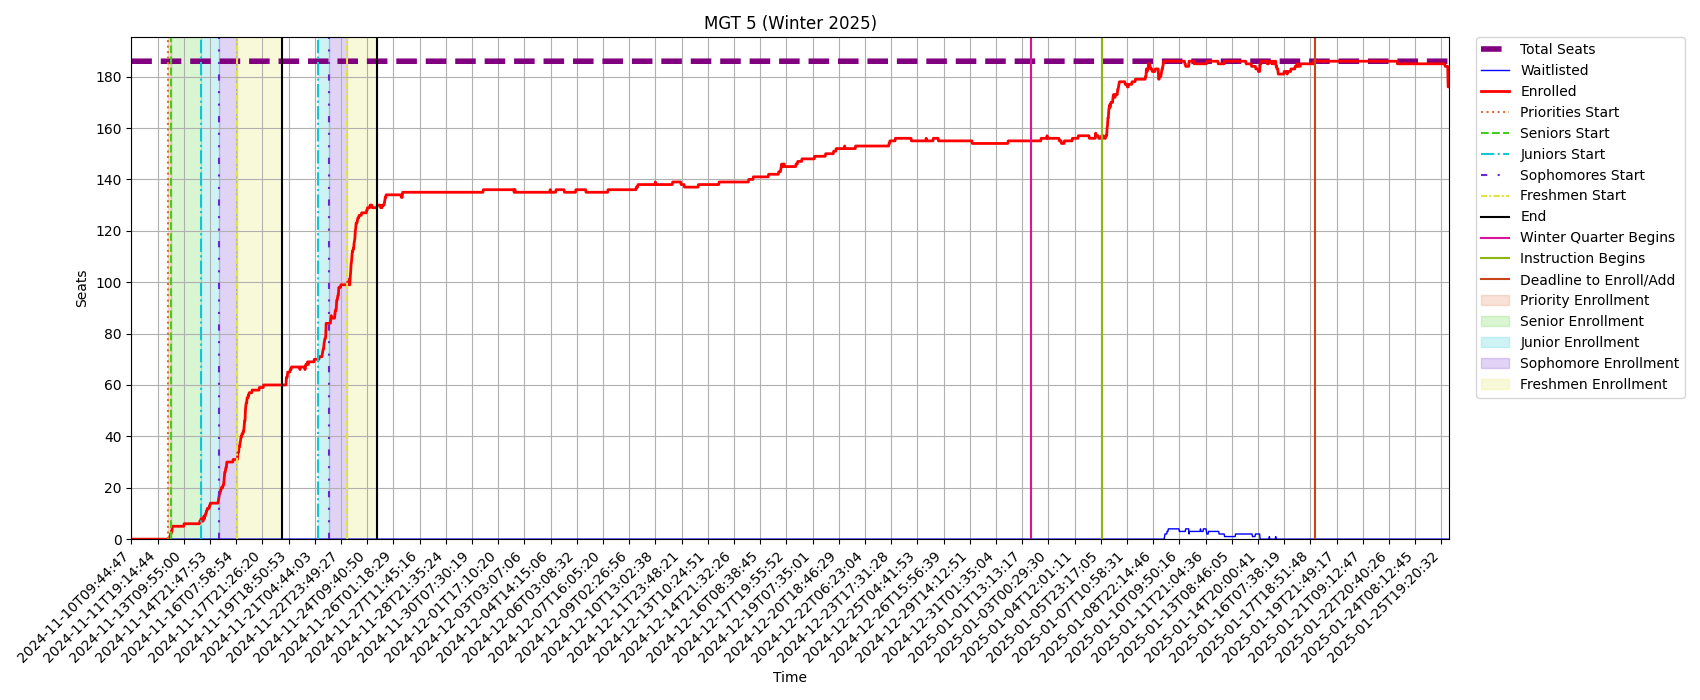 MGT 5 (Winter 2025)
Total Seats
Waitlisted
Enrolled
Priorities Start
Seniors Start
Juniors Start
Sophomores Start
Freshmen Start
End
Winter Quarter Begins
Instruction Begins
Deadline to Enroll/Add
Priority Enrollment
Senior Enrollment
Junior Enrollment
Sophomore Enrollment
Freshmen Enrollment
Seats
180
160
140
120
100
80
60
40
20
0
2024-11-10T09:44:47
2024-11-11T19:14:44
2024-11-13T09:55:00
2024-11-14T21:47:53
2024-11-16T07:58:54
2024-11-17T21:26:20
2024-11-19T18:50:53
2024-11-21T04:44:03
2024-11-22T23:49:27
2024-11-24T09:40:50
2024-11-26T01:18:29
2024-11-27T11:45:16
2024-11-28T21:35:24
2024-11-30T07:30:19
2024-12-01T17:10:20
2024-12-03T03:07:06
2024-12-04T14:15:06
2024-12-06T03:08:32
2024-12-07T16:05:20
2024-12-09T02:26:56
2024-12-10T13:02:38
2024-12-11T23:48:21
2024-12-13T10:24:51
2024-12-14T21:32:26
2024-12-16T08:38:45
2024-12-17T19:55:52
2024-12-19T07:35:01
2024-12-20T18:46:29
2024-12-22T06:23:04
2024-12-23T17:31:28
2024-12-25T04:41:53
2024-12-26T15:56:39
2024-12-29T14:12:51
2024-12-31T01:35:04
2025-01-01T13:13:17
2025-01-03T00:29:30
2025-01-04T12:01:11
2025-01-05T23:17:05
2025-01-07T10:58:31
2025-01-08T22:14:46
2025-01-10T09:50:16
2025-01-11T21:04:36
2025-01-13T08:46:05
2025-01-14T20:00:41
2025-01-16T07:38:19
2025-01-17T18:51:48
2025-01-19T21:49:17
2025-01-21T09:12:47
2025-01-22T20:40:26
2025-01-24T08:12:45
2025-01-25T19:20:32
Time